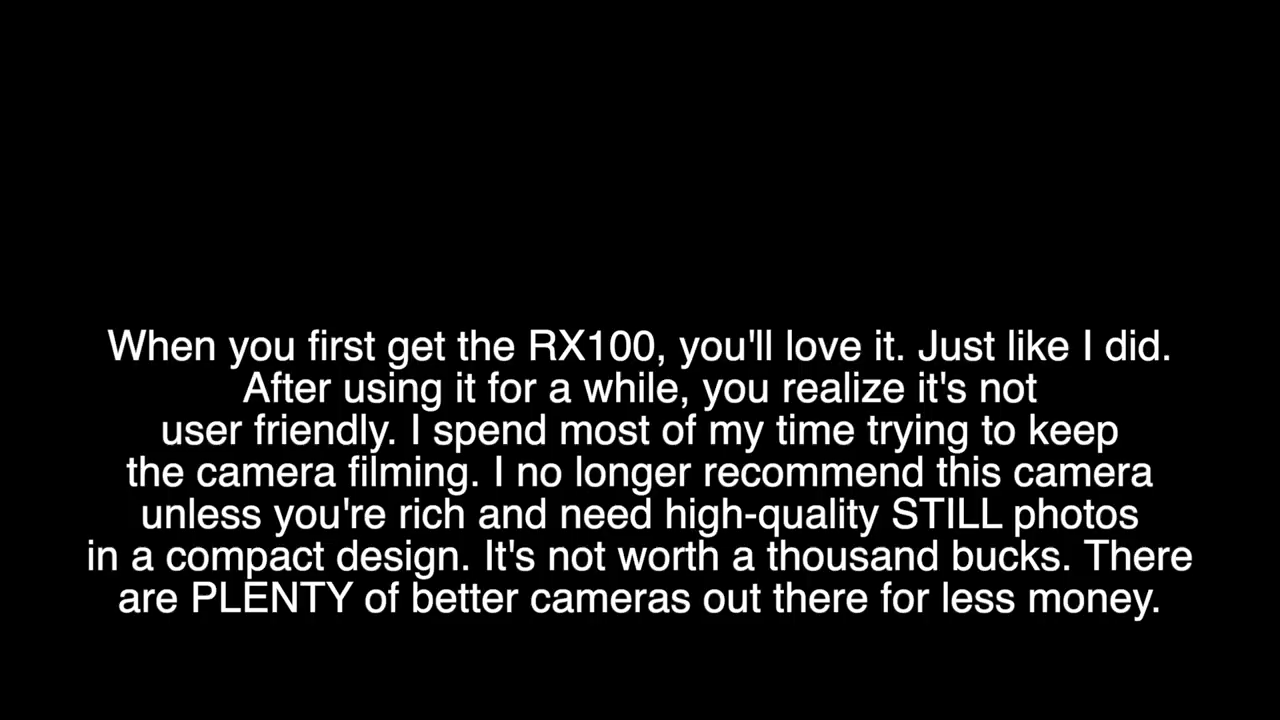 When you first get the RX100, you'll love it. Just like I did.
After using it for a while, you realize it's not
user friendly. I spend most of my time trying to keep
the camera filming. I no longer recommend this camera
unless you're rich and need high-quality STILL photos
in a compact design. It's not worth a thousand bucks. There
are PLENTY of better cameras out there for less money.